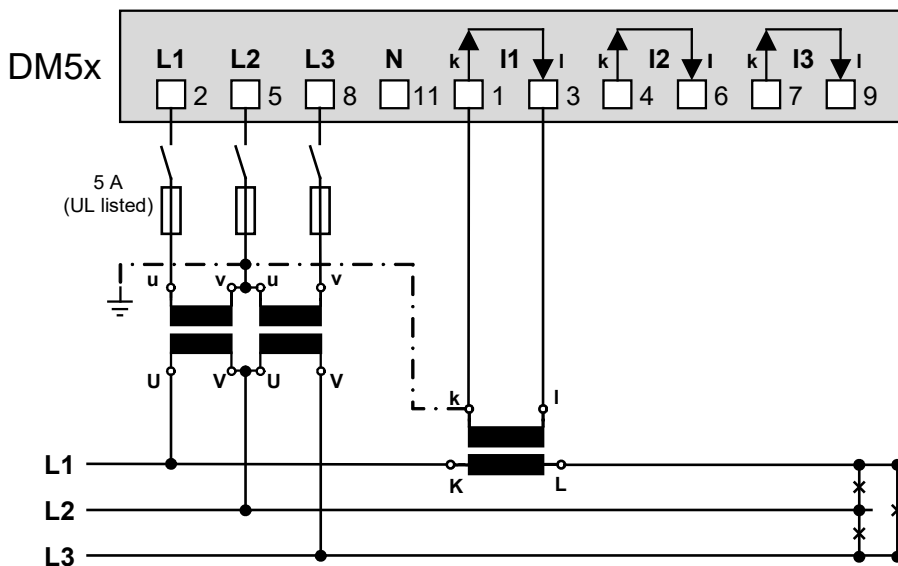 DM5x
L1 L2 L3 N k I1 l k I2 l k I3 l
2 5 8 11 1 3 4 6 7 9
5 A
(UL listed)
u v u v
U V U V
k l
L1 K L
L2
L3